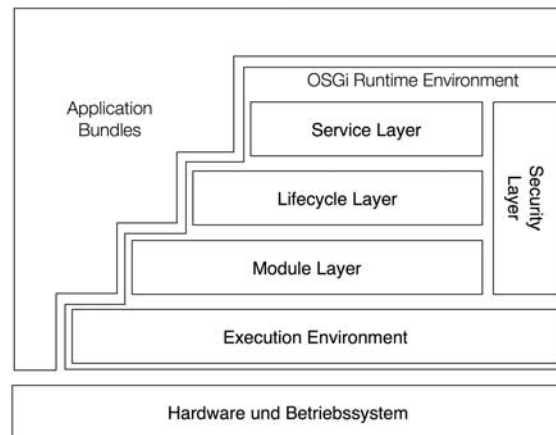 OSGi Runtime Environment
Application
Bundles
Service Layer
Security
Layer
Lifecycle Layer
Module Layer
Execution Environment
Hardware und Betriebssystem